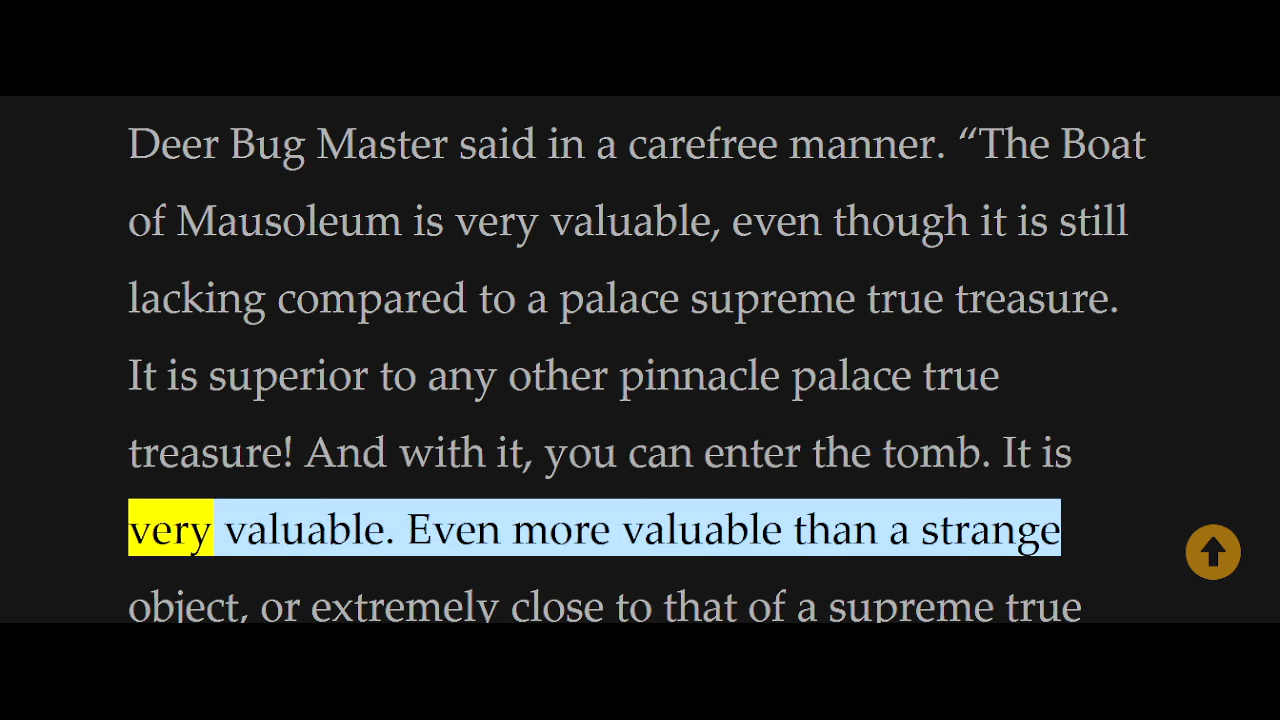 Deer Bug Master said in a carefree manner. “The Boat
of Mausoleum is very valuable, even though it is still
lacking compared to a palace supreme true treasure.
It is superior to any other pinnacle palace true
treasure! And with it, you can enter the tomb. It is
very valuable. Even more valuable than a strange
object, or extremely close to that of a supreme true